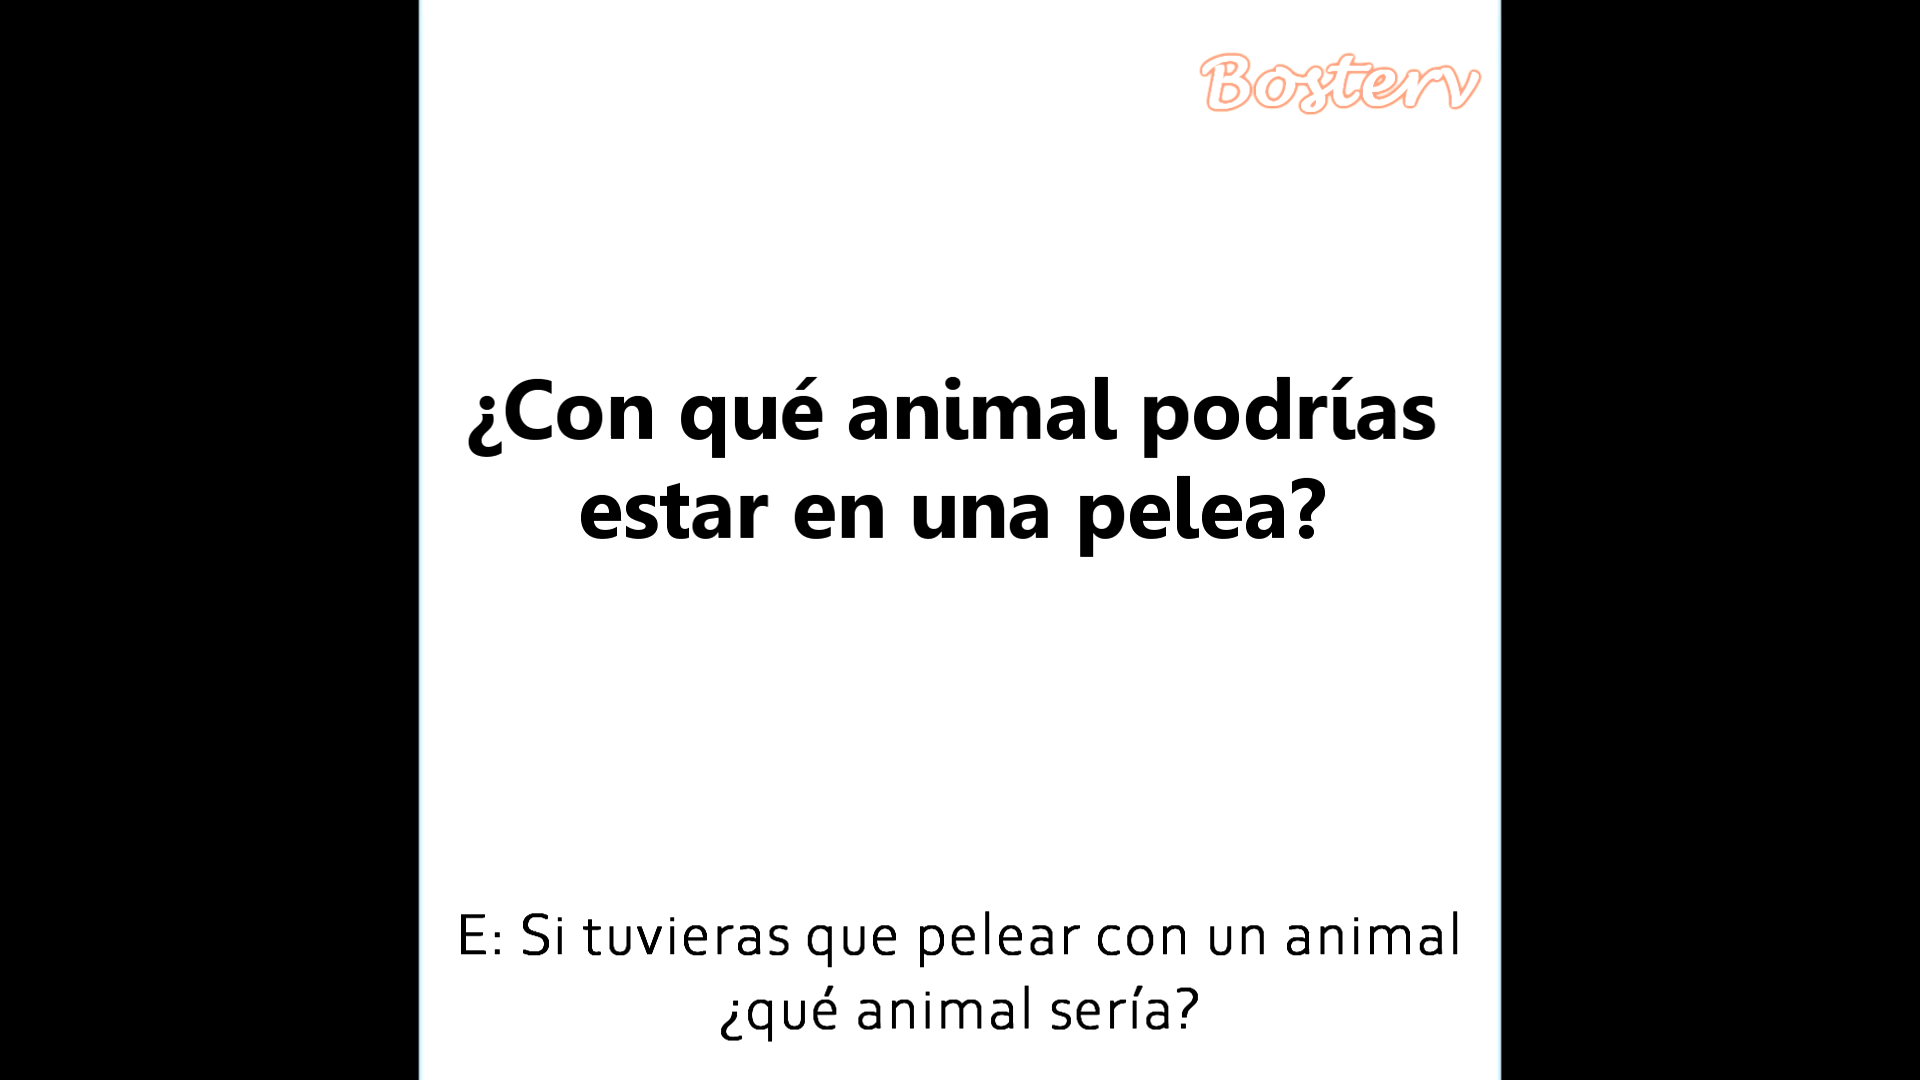 Bosterv
¿Con qué animal podrías
estar en una pelea?
E: Si tuvieras que pelear con un animal
¿qué animal sería?